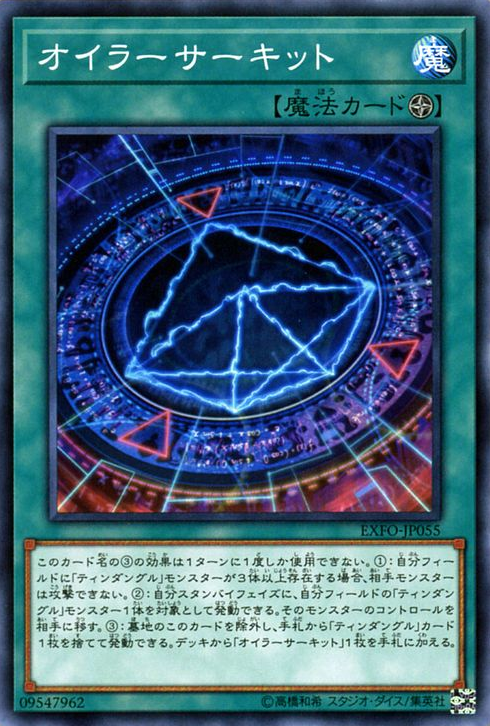 オイラーサーキット
魔
【魔法カード】
EXFO-JP055
このカード名の③の効果は１ターンに１度しか使用できない。①：自分フィー
ルドに「ティンダングル」モンスターが３体以上存在する場合、相手モンスター
は攻撃できない。②：自分スタンバイフェイズに、自分フィールドの「ティンダ
ングル」モンスター１体を対象として発動できる。そのモンスターのコントロールを
相手に移す。③：墓地のこのカードを除外し、手札から「ティンダングル」カード
１枚を捨てて発動できる。デッキから「オイラーサーキット」１枚を手札に加える。
09547962
©高橋和希 スタジオ・ダイス/集英社